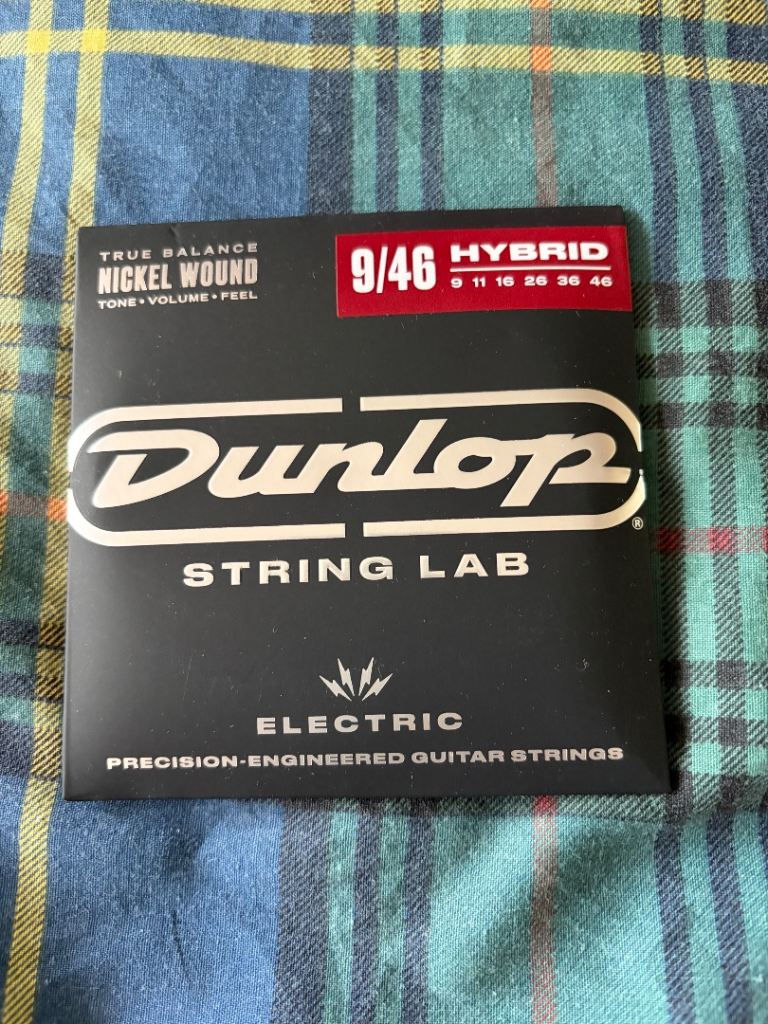 TRUE BALANCE
NICKEL WOUND
TONE • VOLUME • FEEL
9/46
HYBRID
9 11 16 26 36 46
Dunlop®
STRING LAB
ELECTRIC
PRECISION-ENGINEERED GUITAR STRINGS